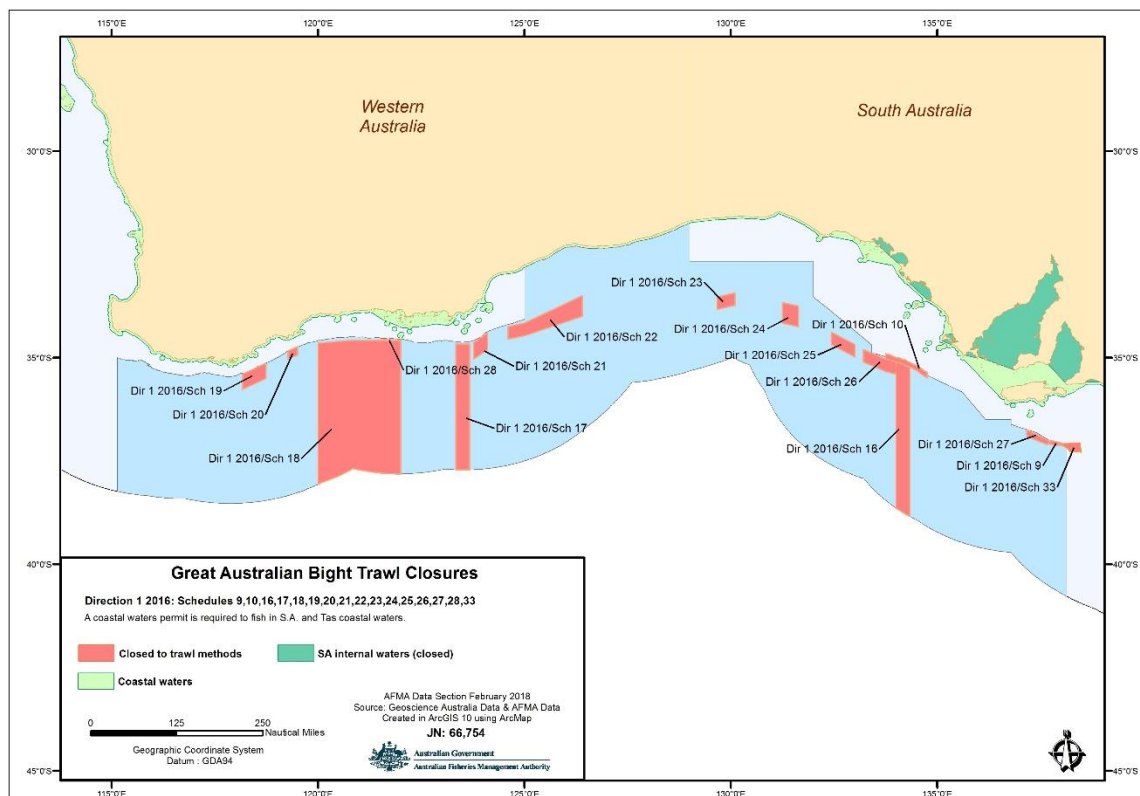 115°0'E 120°0'E 125°0'E 130°0'E 135°0'E
Western
Australia
South Australia
30°0'S 30°0'S
Dir 1 2016/Sch 23
Dir 1 2016/Sch 10
Dir 1 2016/Sch 24
Dir 1 2016/Sch 22
Dir 1 2016/Sch 25
35°0'S 35°0'S
Dir 1 2016/Sch 21
Dir 1 2016/Sch 28
Dir 1 2016/Sch 26
Dir 1 2016/Sch 19
Dir 1 2016/Sch 20
Dir 1 2016/Sch 17
Dir 1 2016/Sch 27
Dir 1 2016/Sch 16
Dir 1 2016/Sch 18
Dir 1 2016/Sch 9
Dir 1 2016/Sch 33
40°0'S 40°0'S
Great Australian Bight Trawl Closures
Direction 1 2016: Schedules 9,10,16,17,18,19,20,21,22,23,24,25,26,27,28,33
A coastal waters permit is required to fish in S.A. and Tas coastal waters.
Closed to trawl methods
SA internal waters (closed)
Coastal waters
0 125 250
Nautical Miles
Geographic Coordinate System
Datum : GDA94
AFMA Data Section February 2018
Source: Geoscience Australia Data & AFMA Data
Created in ArcGIS 10 using ArcMap
JN: 66,754
Australian Government
Australian Fisheries Management Authority
45°0'S 45°0'S
115°0'E 120°0'E 125°0'E 130°0'E 135°0'E